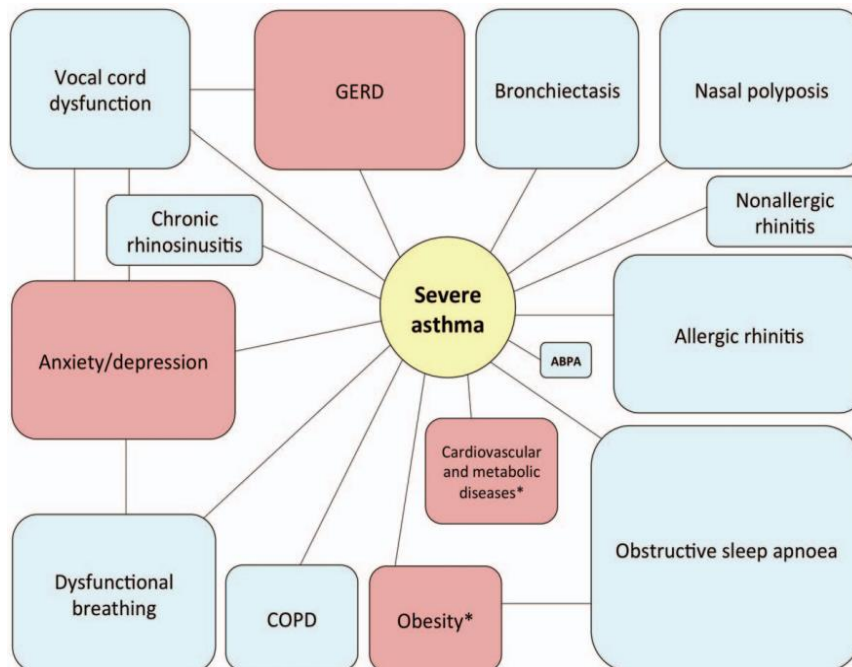 Vocal cord
dysfunction
GERD
Bronchiectasis
Nasal polyposis
Chronic
rhinosinusitis
Nonallergic
rhinitis
Severe
asthma
Anxiety/depression
Allergic rhinitis
ABPA
Cardiovascular
and metabolic
diseases*
Dysfunctional
breathing
COPD
Obesity*
Obstructive sleep apnoea